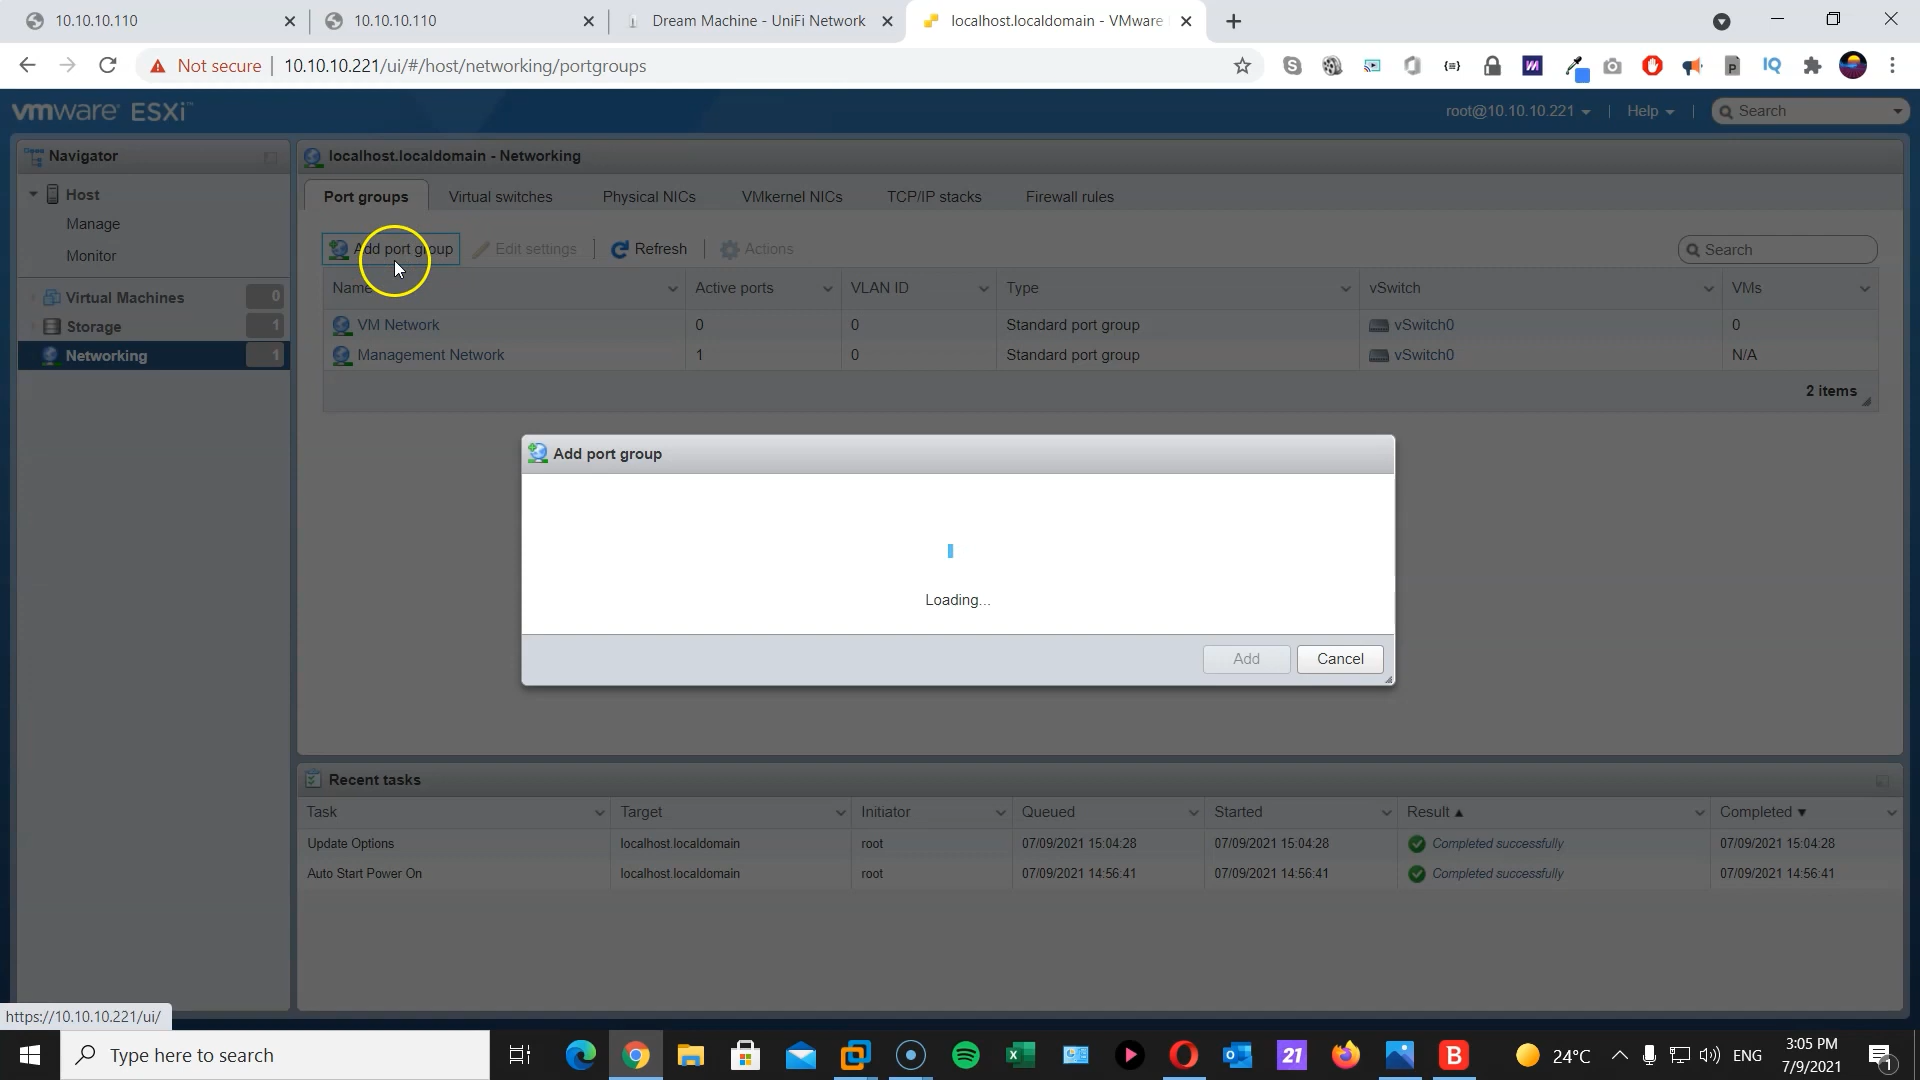 10.10.10.110
10.10.10.110
Dream Machine - UniFi Network
localhost.localdomain - VMware
Not secure
10.10.10.221/ui/#/host/networking/portgroups
vmware ESXi™
root@10.10.10.221
Help
Search
Navigator
Host
Manage
Monitor
Virtual Machines 0
Storage 1
Networking 1
localhost.localdomain - Networking
Port groups Virtual switches Physical NICs VMkernel NICs TCP/IP stacks Firewall rules
Add port group Edit settings Refresh Actions
Search
Name Active ports VLAN ID Type vSwitch VMs
VM Network 0 0 Standard port group vSwitch0 0
Management Network 1 0 Standard port group vSwitch0 N/A
2 items
Add port group
Loading...
Add
Cancel
Recent tasks
Task Target Initiator Queued Started Result Completed
Update Options localhost.localdomain root 07/09/2021 15:04:28 07/09/2021 15:04:28 Completed successfully 07/09/2021 15:04:28
Auto Start Power On localhost.localdomain root 07/09/2021 14:56:41 07/09/2021 14:56:41 Completed successfully 07/09/2021 14:56:41
https://10.10.10.221/ui/
Type here to search
21
B
24°C
ENG
3:05 PM
7/9/2021
1